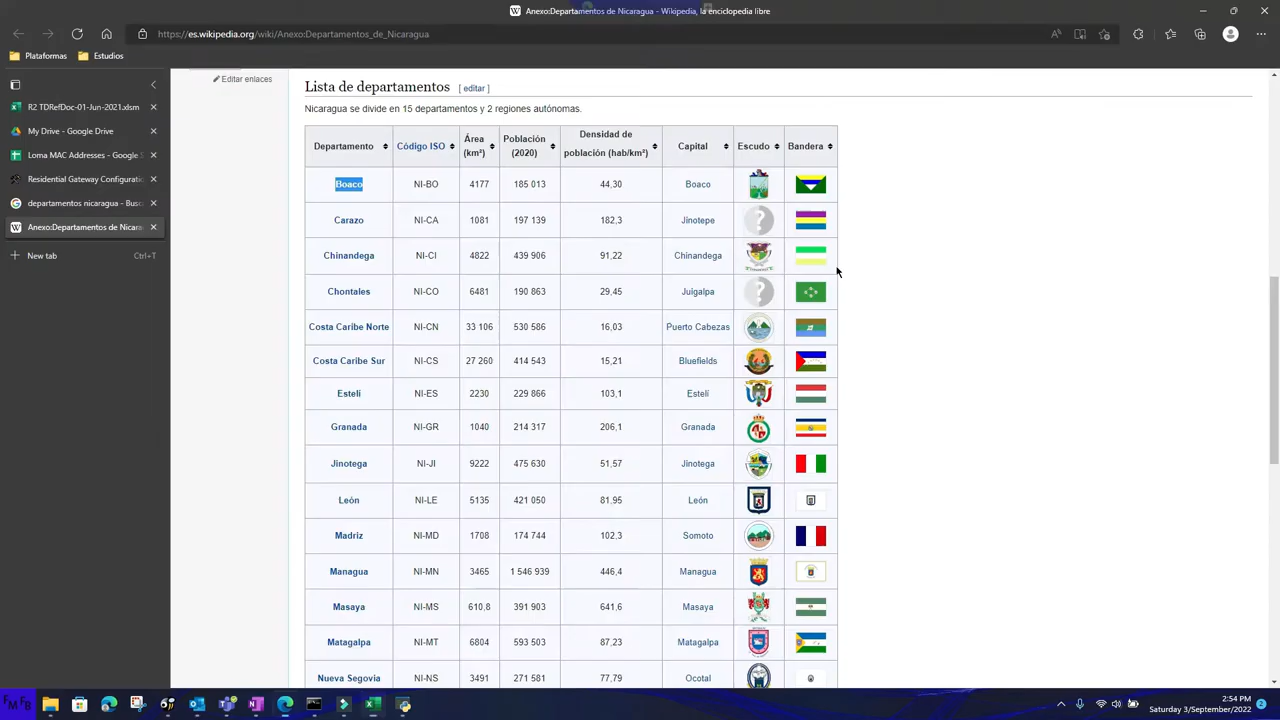 Anexo:Departamentos de Nicaragua - Wikipedia, la enciclopedia libre
https://es.wikipedia.org/wiki/Anexo:Departamentos_de_Nicaragua
Plataformas Estudios
R2 TDRefDoc-01-Jun-2021.xlsm
My Drive - Google Drive
Loma MAC Addresses - Google S
Residential Gateway Configurati
departamentos nicaragua - Bus
Anexo:Departamentos de Nicara
New tab Ctrl+T
Editar enlaces
Lista de departamentos [ editar ]
Nicaragua se divide en 15 departamentos y 2 regiones autónomas.
Departamento Código ISO Área (km²) Población (2020) Densidad de población (hab/km²) Capital Escudo Bandera
Boaco NI-BO 4177 185 013 44,30 Boaco
Carazo NI-CA 1081 197 139 182,3 Jinotepe
Chinandega NI-CI 4822 439 906 91,22 Chinandega
Chontales NI-CO 6481 190 863 29,45 Juigalpa
Costa Caribe Norte NI-CN 33 106 530 586 16,03 Puerto Cabezas
Costa Caribe Sur NI-CS 27 260 414 543 15,21 Bluefields
Estelí NI-ES 2230 229 866 103,1 Estelí
Granada NI-GR 1040 214 317 206,1 Granada
Jinotega NI-JI 9222 475 630 51,57 Jinotega
León NI-LE 5135 421 050 81,95 León
Madriz NI-MD 1708 174 744 102,3 Somoto
Managua NI-MN 3465 1 546 939 446,4 Managua
Masaya NI-MS 610,8 391 903 641,6 Masaya
Matagalpa NI-MT 6804 593 503 87,23 Matagalpa
Nueva Segovia NI-NS 3491 271 581 77,79 Ocotal
2:54 PM
Saturday 3/September/2022